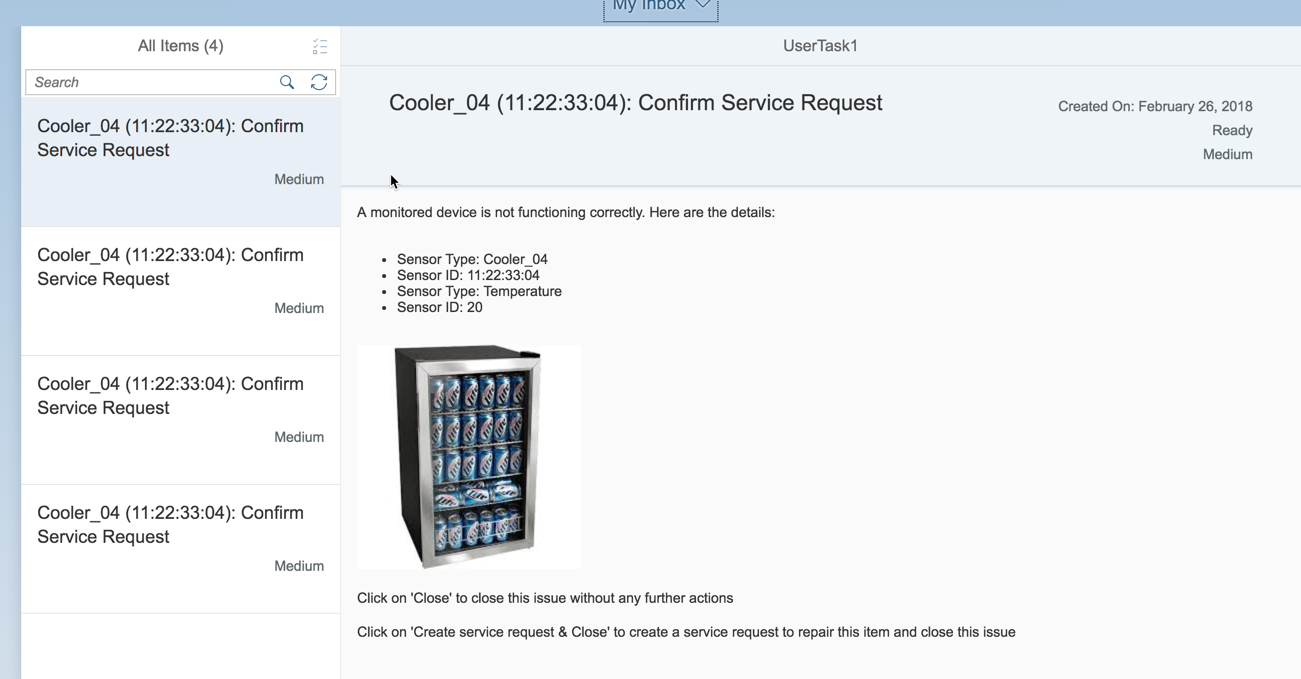 My Inbox
All Items (4)
Search
Cooler_04 (11:22:33:04): Confirm
Service Request
Medium
Cooler_04 (11:22:33:04): Confirm
Service Request
Medium
Cooler_04 (11:22:33:04): Confirm
Service Request
Medium
Cooler_04 (11:22:33:04): Confirm
Service Request
Medium
UserTask1
Cooler_04 (11:22:33:04): Confirm Service Request
Created On: February 26, 2018
Ready
Medium
A monitored device is not functioning correctly. Here are the details:
• Sensor Type: Cooler_04
• Sensor ID: 11:22:33:04
• Sensor Type: Temperature
• Sensor ID: 20
Lite
Click on 'Close' to close this issue without any further actions
Click on 'Create service request & Close' to create a service request to repair this item and close this issue